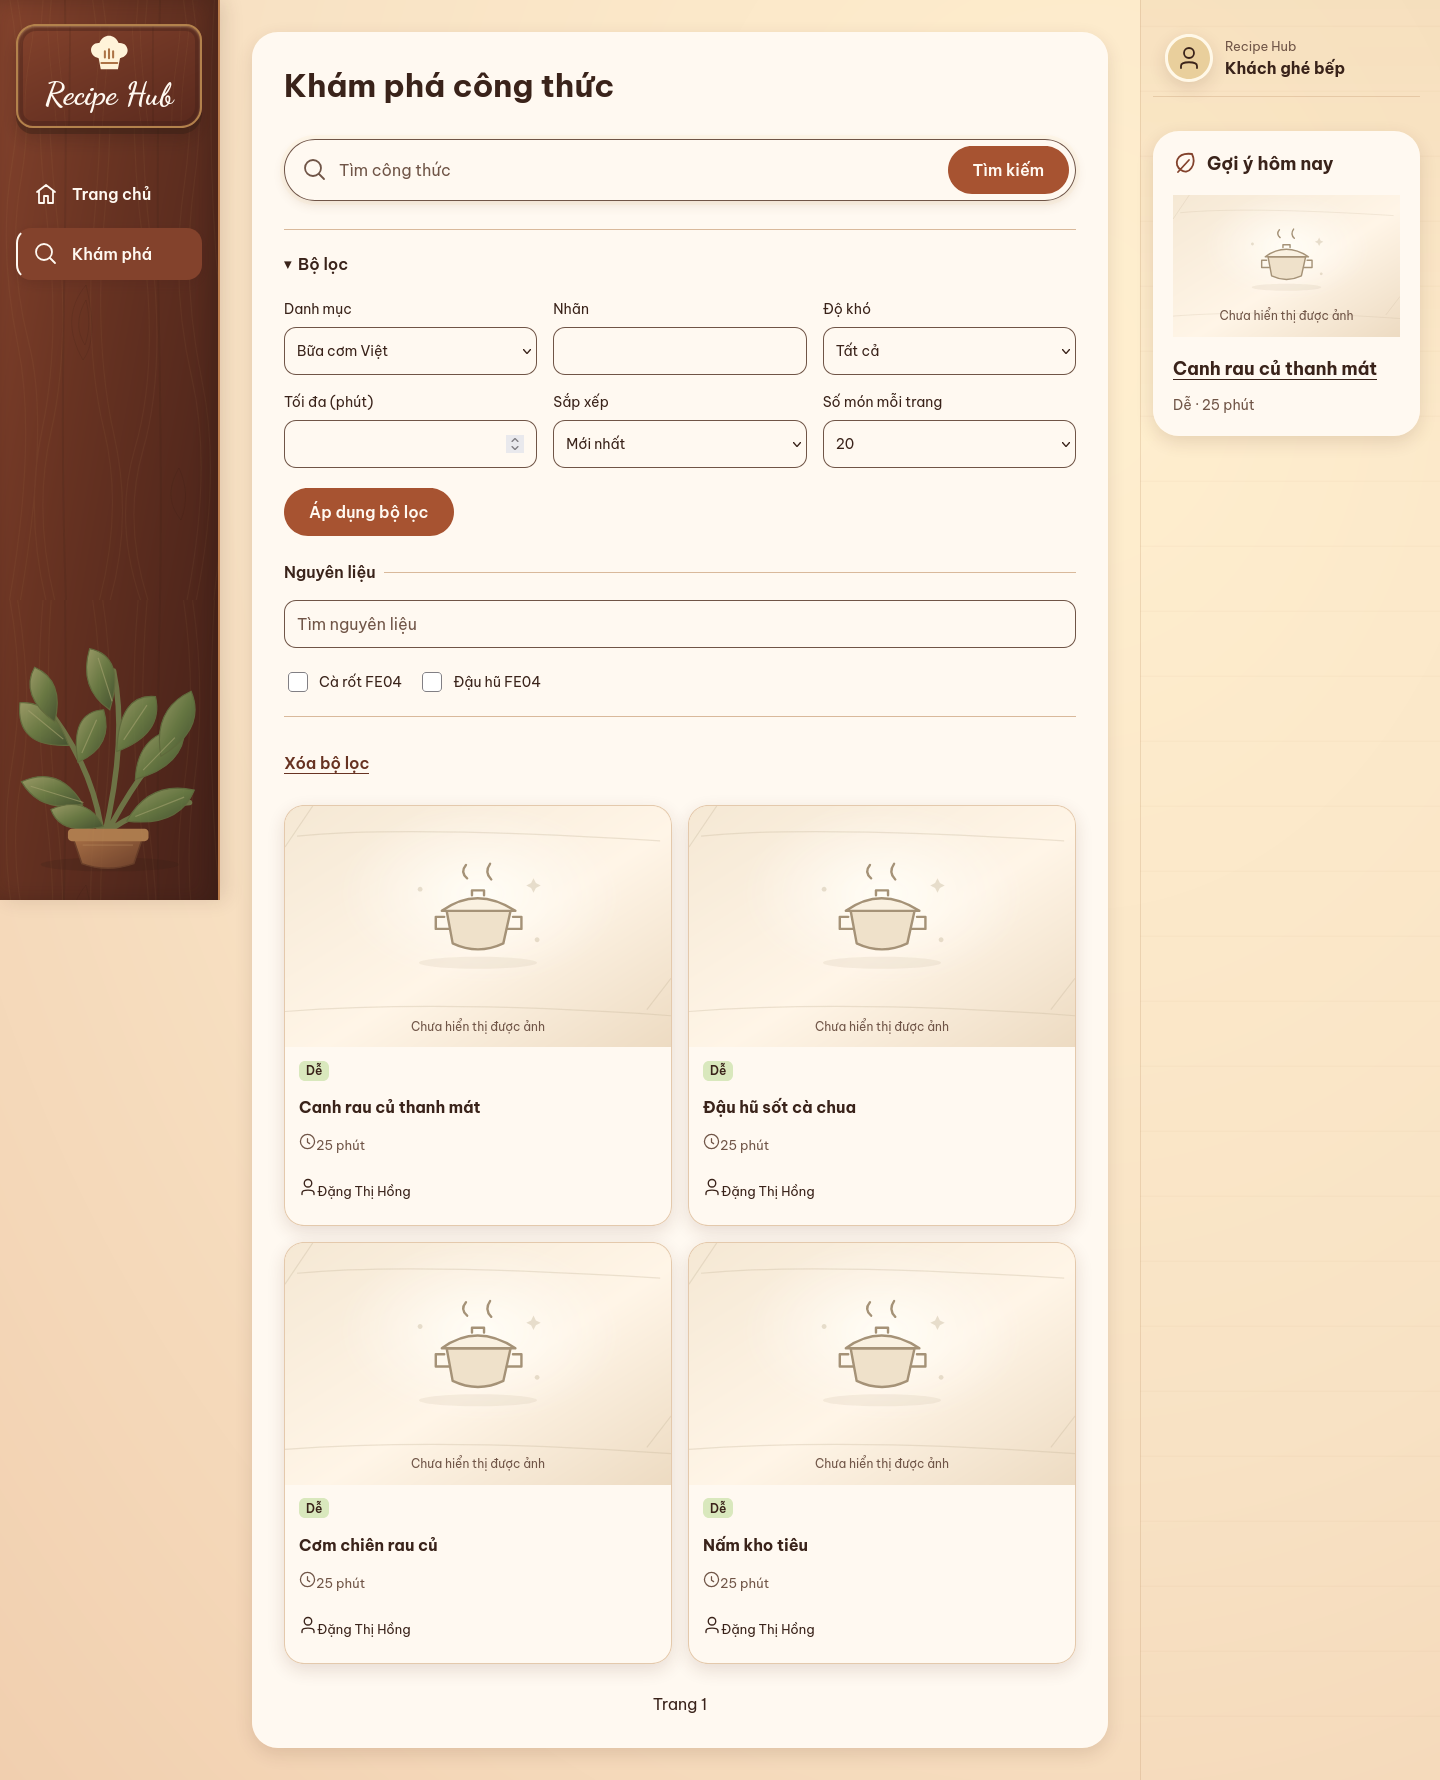 Recipe Hub
Trang chủ
Khám phá
Khám phá công thức
Tìm công thức
Tìm kiếm
▾ Bộ lọc
Danh mục
Nhãn
Độ khó
Bữa cơm Việt
Tất cả
Tối đa (phút)
Sắp xếp
Số món mỗi trang
Mới nhất
20
Áp dụng bộ lọc
Nguyên liệu
Tìm nguyên liệu
Cà rốt FE04
Đậu hũ FE04
Xóa bộ lọc
Chưa hiển thị được ảnh
Dễ
Canh rau củ thanh mát
25 phút
Đặng Thị Hồng
Chưa hiển thị được ảnh
Dễ
Đậu hũ sốt cà chua
25 phút
Đặng Thị Hồng
Chưa hiển thị được ảnh
Dễ
Cơm chiên rau củ
25 phút
Đặng Thị Hồng
Chưa hiển thị được ảnh
Dễ
Nấm kho tiêu
25 phút
Đặng Thị Hồng
Trang 1
Recipe Hub
Khách ghé bếp
Gợi ý hôm nay
Chưa hiển thị được ảnh
Canh rau củ thanh mát
Dễ · 25 phút